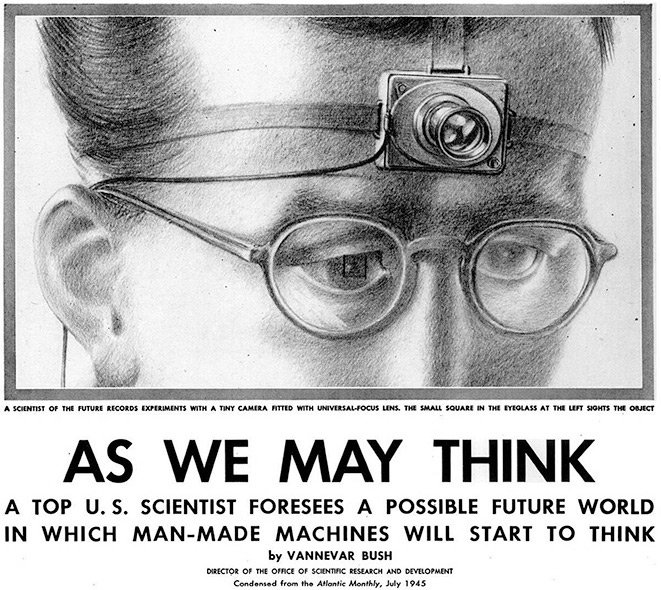 A SCIENTIST OF THE FUTURE RECORDS EXPERIMENTS WITH A TINY CAMERA FITTED WITH UNIVERSAL-FOCUS LENS. THE SMALL SQUARE IN THE EYEGLASS AT THE LEFT SIGHTS THE OBJECT
AS WE MAY THINK
A TOP U. S. SCIENTIST FORESEES A POSSIBLE FUTURE WORLD
IN WHICH MAN-MADE MACHINES WILL START TO THINK
by VANNEVAR BUSH
DIRECTOR OF THE OFFICE OF SCIENTIFIC RESEARCH AND DEVELOPMENT
Condensed from the Atlantic Monthly, July 1945